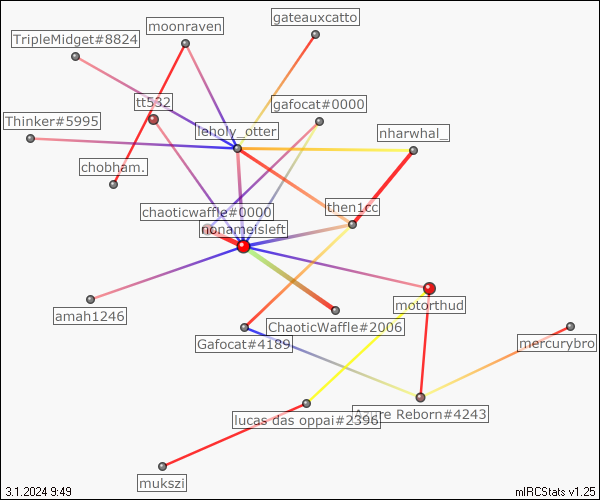 gateauxcatto
moonraven
TripleMidget#8824
tt532
gafocat#0000
Thinker#5995
leholy_otter
nharwhal_
chobham.
chaoticwaffle#0000
then1cc
nonameisleft
motorthud
amah1246
ChaoticWaffle#2006
Gafocat#4189
mercurybro
Azure Reborn#4243
lucas das oppai#2396
mukszi
3.1.2024 9:49
mIRCStats v1.25